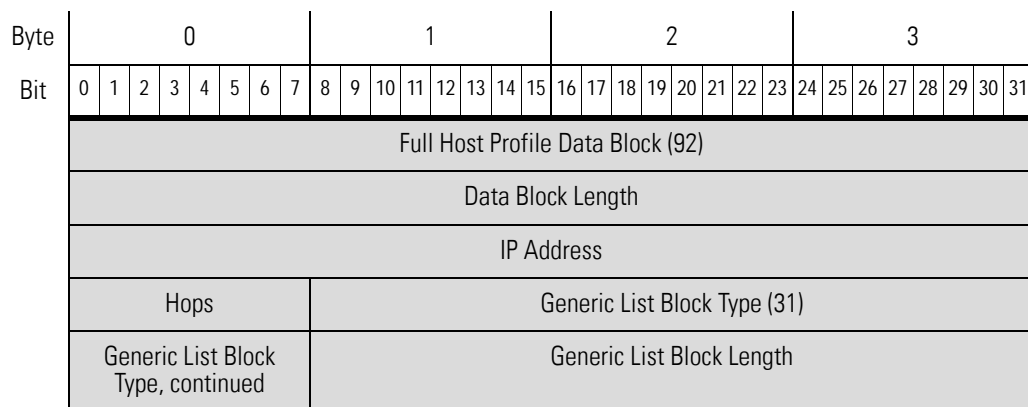 Byte 0 1 2 3
Bit 0 1 2 3 4 5 6 7 8 9 10 11 12 13 14 15 16 17 18 19 20 21 22 23 24 25 26 27 28 29 30 31
Full Host Profile Data Block (92)
Data Block Length
IP Address
Hops Generic List Block Type (31)
Generic List Block
Type, continued
Generic List Block Length